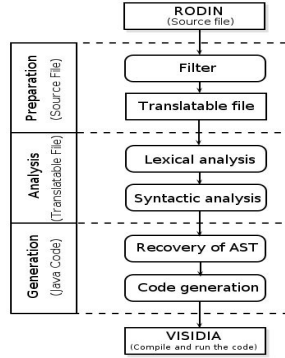 RODIN
(Source file)
Preparation
(Source File)
Filter
Translatable file
Analysis
(Translatable File)
Lexical analysis
Syntactic analysis
Generation
(Java Code)
Recovery of AST
Code generation
VISIDIA
(Compile and run the code)